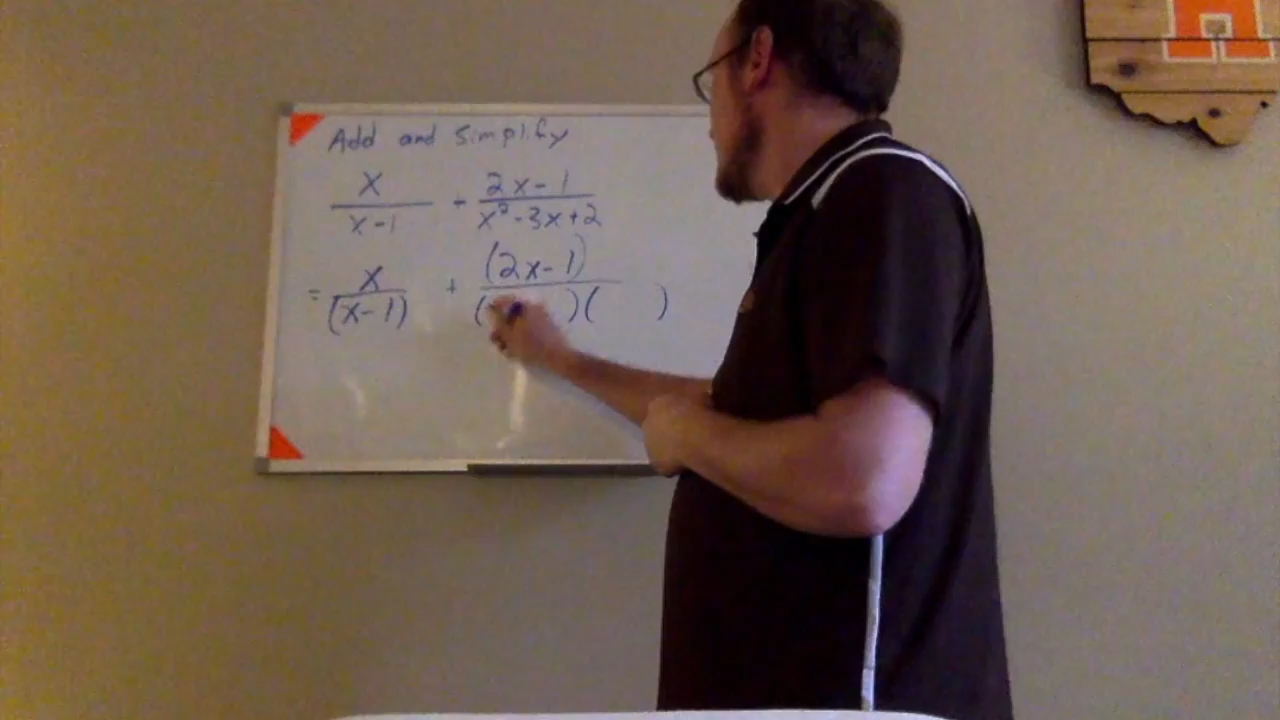 Add and Simplify
x/(x-1) + (2x-1)/(x²-3x+2)
= x/(x-1) + (2x-1)/( )( )